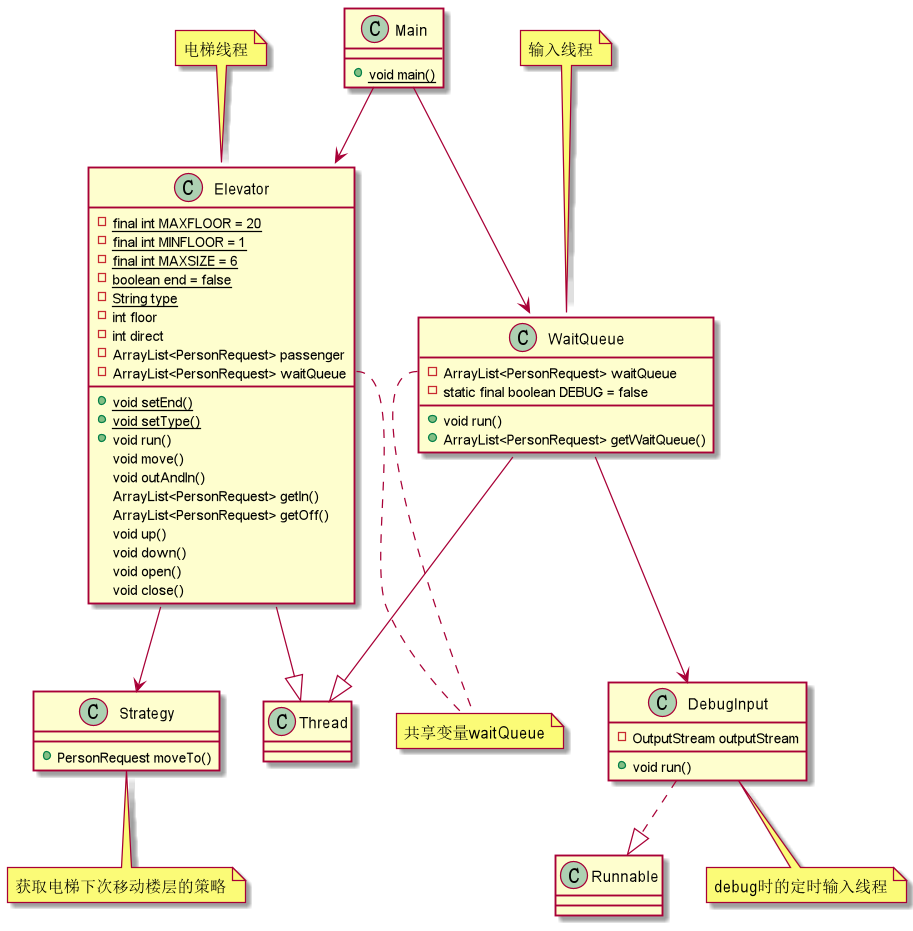 C Main
void main()
电梯线程
输入线程
C Elevator
final int MAXFLOOR = 20
final int MINFLOOR = 1
final int MAXSIZE = 6
boolean end = false
String type
int floor
int direct
ArrayList<PersonRequest> passenger
ArrayList<PersonRequest> waitQueue
void setEnd()
void setType()
void run()
void move()
void outAndIn()
ArrayList<PersonRequest> getIn()
ArrayList<PersonRequest> getOff()
void up()
void down()
void open()
void close()
C WaitQueue
ArrayList<PersonRequest> waitQueue
static final boolean DEBUG = false
void run()
ArrayList<PersonRequest> getWaitQueue()
C Strategy
PersonRequest moveTo()
C Thread
共享变量waitQueue
C DebugInput
OutputStream outputStream
void run()
获取电梯下次移动楼层的策略
C Runnable
debug时的定时输入线程